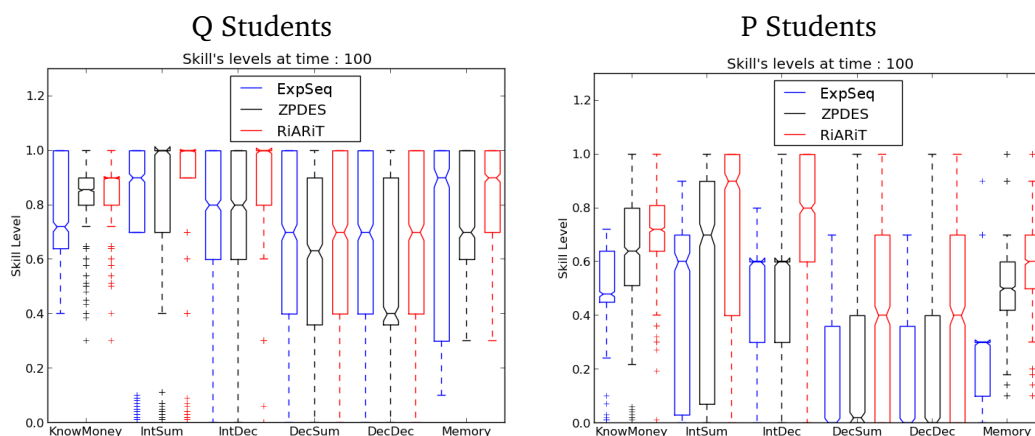 Q Students
Skill's levels at time : 100
Skill Level
1.2
1.0
0.8
0.6
0.4
0.2
0.0
ExpSeq
ZPDES
RiARiT
KnowMoney IntSum IntDec DecSum DecDec Memory
P Students
Skill's levels at time : 100
Skill Level
1.2
1.0
0.8
0.6
0.4
0.2
0.0
ExpSeq
ZPDES
RiARiT
KnowMoney IntSum IntDec DecSum DecDec Memory